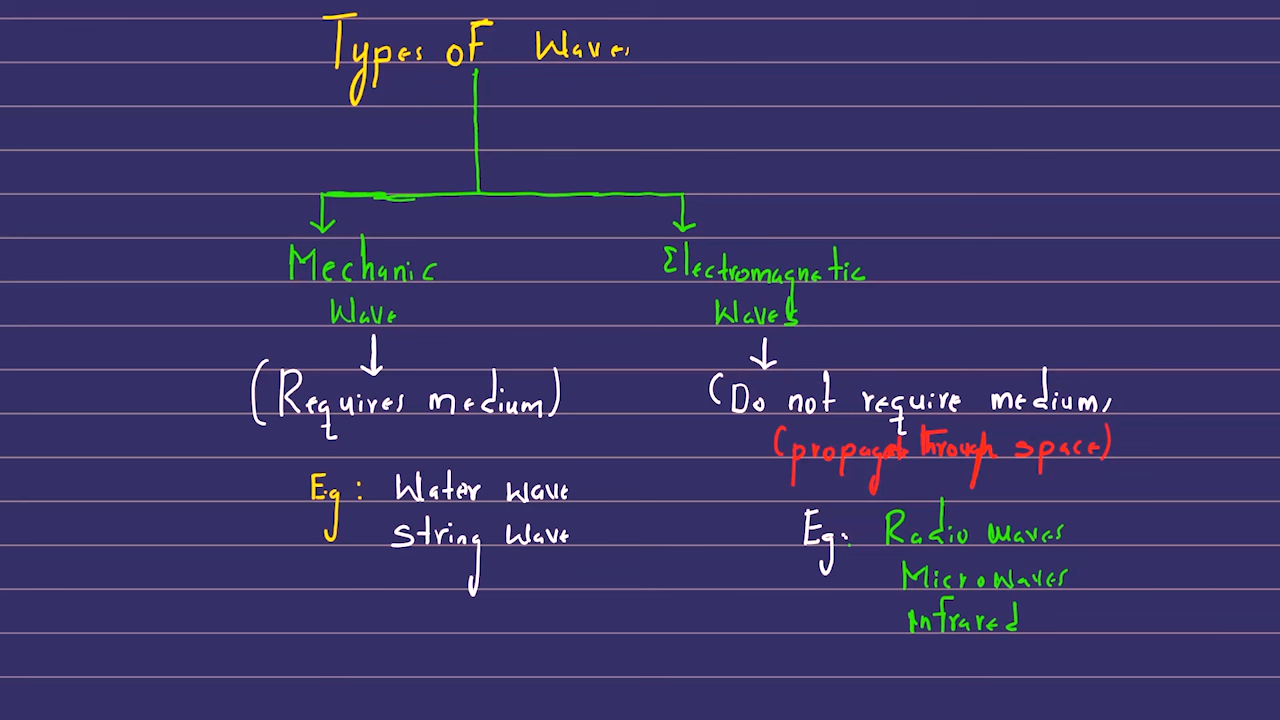 Types of Waves
Mechanic
Wave
Electromagnetic
Waves
(Requires medium)
(Do not require medium,
(propagate through space)
Eg: Water wave
String wave
Eg: Radio waves
Microwaves
Infrared